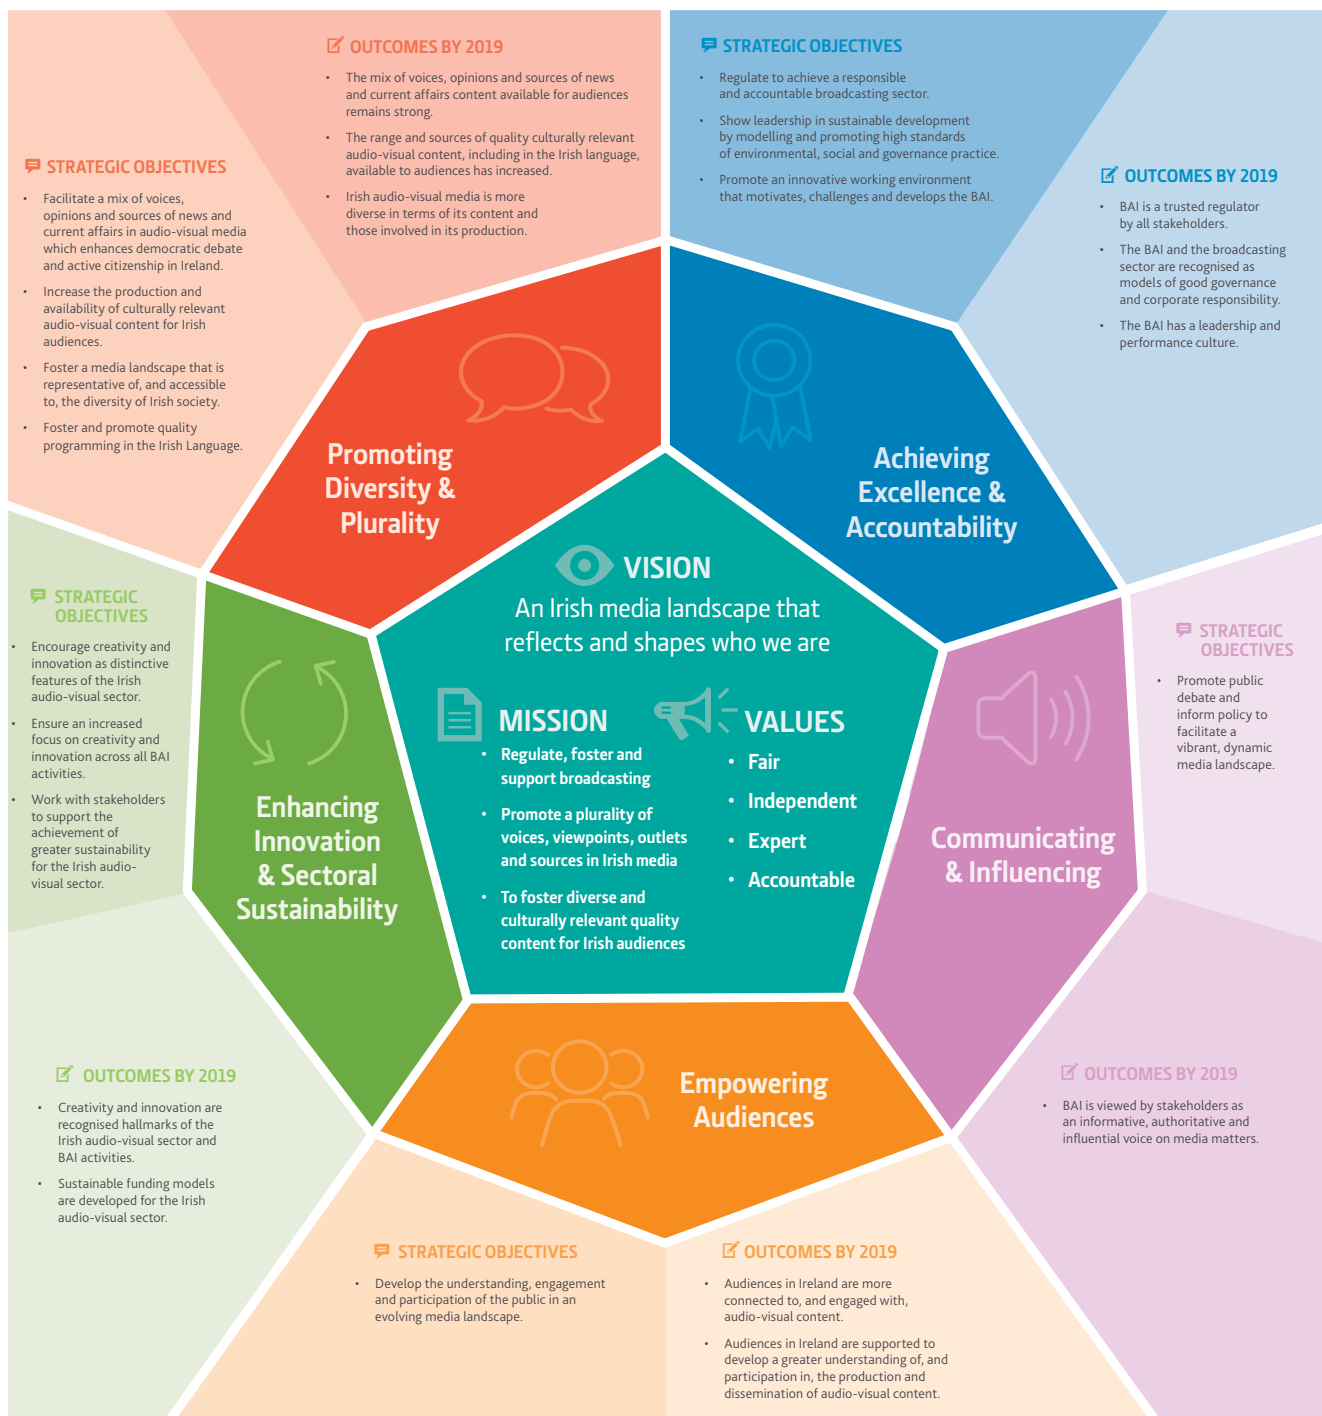 OUTCOMES BY 2019
• The mix of voices, opinions and sources of news
and current affairs content available for audiences
remains strong.
• The range and sources of quality culturally relevant
audio-visual content, including in the Irish language,
available to audiences has increased.
• Irish audio-visual media is more
diverse in terms of its content and
those involved in its production.
STRATEGIC OBJECTIVES
• Regulate to achieve a responsible
and accountable broadcasting sector.
• Show leadership in sustainable development
by modelling and promoting high standards
of environmental, social and governance practice.
• Promote an innovative working environment
that motivates, challenges and develops the BAI.
STRATEGIC OBJECTIVES
• Facilitate a mix of voices,
opinions and sources of news and
current affairs in audio-visual media
which enhances democratic debate
and active citizenship in Ireland.
• Increase the production and
availability of culturally relevant
audio-visual content for Irish
audiences.
• Foster a media landscape that is
representative of, and accessible
to, the diversity of Irish society.
• Foster and promote quality
programming in the Irish Language.
OUTCOMES BY 2019
• BAI is a trusted regulator
by all stakeholders.
• The BAI and the broadcasting
sector are recognised as
models of good governance
and corporate responsibility.
• The BAI has a leadership and
performance culture.
Promoting
Diversity &
Plurality
Achieving
Excellence &
Accountability
VISION
An Irish media landscape that
reflects and shapes who we are
MISSION
• Regulate, foster and
support broadcasting
• Promote a plurality of
voices, viewpoints, outlets
and sources in Irish media
• To foster diverse and
culturally relevant quality
content for Irish audiences
VALUES
• Fair
• Independent
• Expert
• Accountable
STRATEGIC
OBJECTIVES
• Encourage creativity and
innovation as distinctive
features of the Irish
audio-visual sector.
• Ensure an increased
focus on creativity and
innovation across all BAI
activities.
• Work with stakeholders
to support the
achievement of
greater sustainability
for the Irish audio-
visual sector.
Enhancing
Innovation
& Sectoral
Sustainability
Communicating
& Influencing
STRATEGIC
OBJECTIVES
• Promote public
debate and
inform policy to
facilitate a
vibrant, dynamic
media landscape.
OUTCOMES BY 2019
• Creativity and innovation are
recognised hallmarks of the
Irish audio-visual sector and
BAI activities.
• Sustainable funding models
are developed for the Irish
audio-visual sector.
Empowering
Audiences
OUTCOMES BY 2019
• BAI is viewed by stakeholders as
an informative, authoritative and
influential voice on media matters.
STRATEGIC OBJECTIVES
• Develop the understanding, engagement
and participation of the public in an
evolving media landscape.
OUTCOMES BY 2019
• Audiences in Ireland are more
connected to, and engaged with,
audio-visual content.
• Audiences in Ireland are supported to
develop a greater understanding of, and
participation in, the production and
dissemination of audio-visual content.